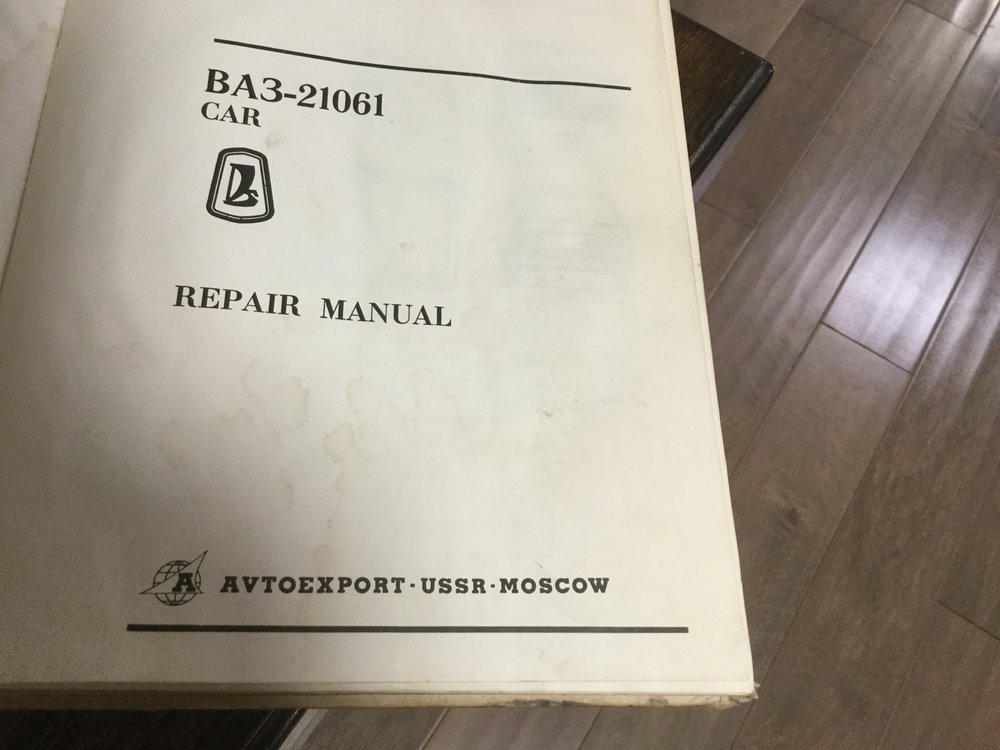 ВАЗ-21061
CAR
REPAIR MANUAL
A AVTOEXPORT·USSR·MOSCOW